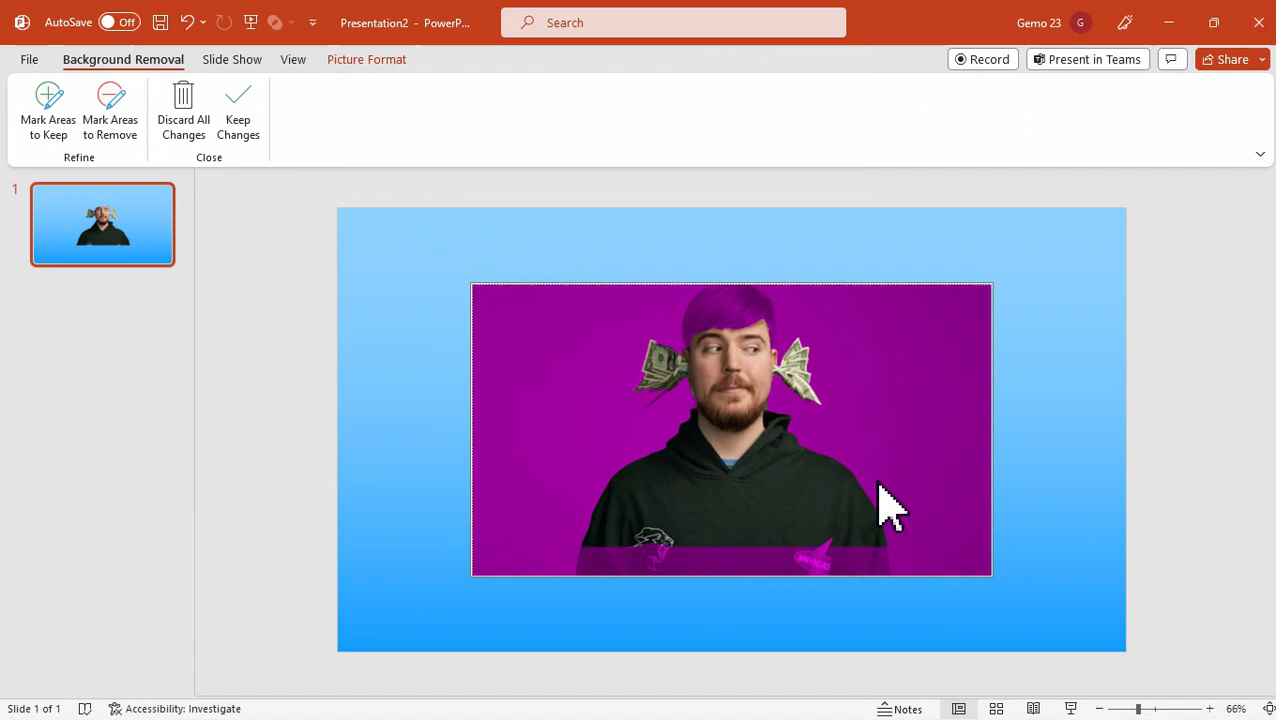 AutoSave Off Presentation2 - PowerP... Search Gemo 23 G
File Background Removal Slide Show View Picture Format Record Present in Teams Share
Mark Areas to Keep
Mark Areas to Remove
Discard All Changes
Keep Changes
Refine Close
1
Slide 1 of 1 Accessibility: Investigate Notes 66%